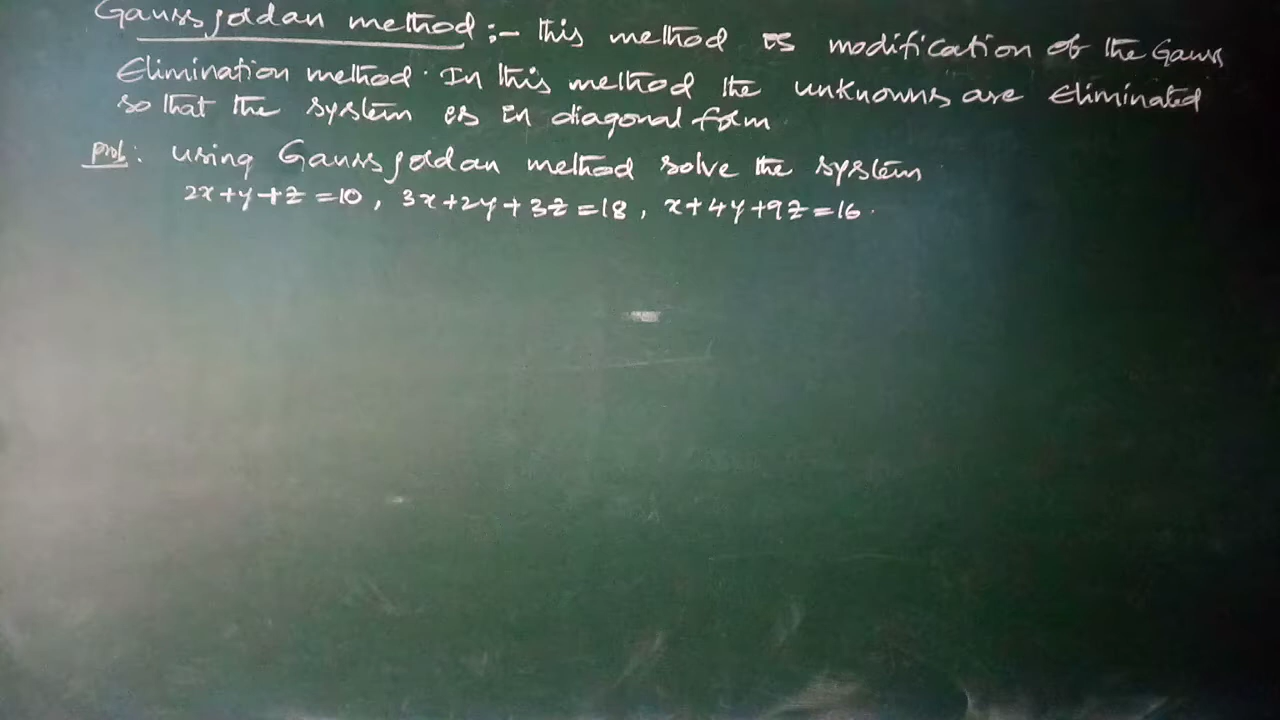 Gauss jordan method :- this method is modification of the Gauss
Elimination method. In this method the unknowns are eliminated
so that the system is in diagonal form.
prob: using Gauss jordan method solve the system
2x+y+z=10, 3x+2y+3z=18, x+4y+9z=16.